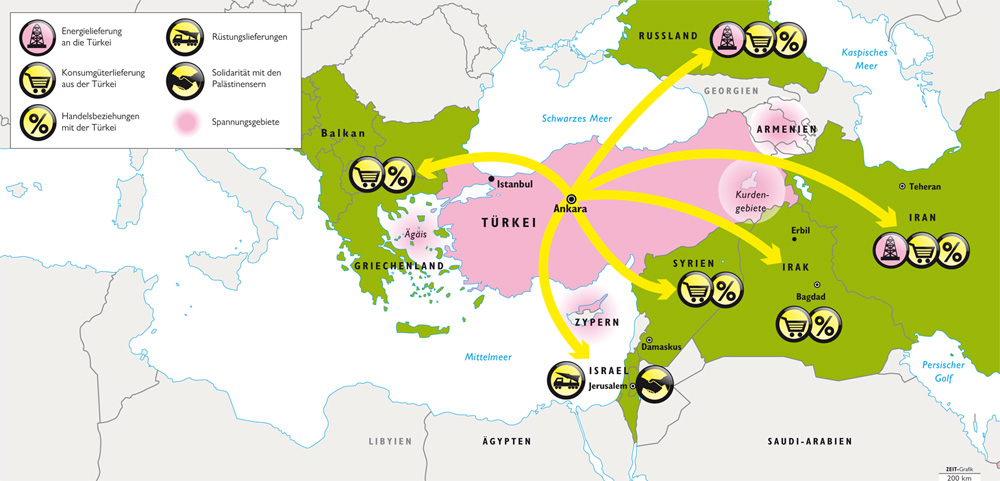 Energielieferung
an die Türkei
Rüstungslieferungen
Konsumgüterlieferung
aus der Türkei
Solidarität mit den
Palästinensern
Handelsbeziehungen
mit der Türkei
Spannungsgebiete
RUSSLAND
Kaspisches
Meer
GEORGIEN
Schwarzes Meer
ARMENIEN
Balkan
Istanbul
Ankara
Kurden-
gebiete
Teheran
TÜRKEI
IRAN
Ägäis
Erbil
GRIECHENLAND
SYRIEN
IRAK
Bagdad
ZYPERN
Damaskus
Mittelmeer
ISRAEL
Jerusalem
Persischer
Golf
LIBYIEN
ÄGYPTEN
SAUDI-ARABIEN
ZEIT-Grafik
200 km